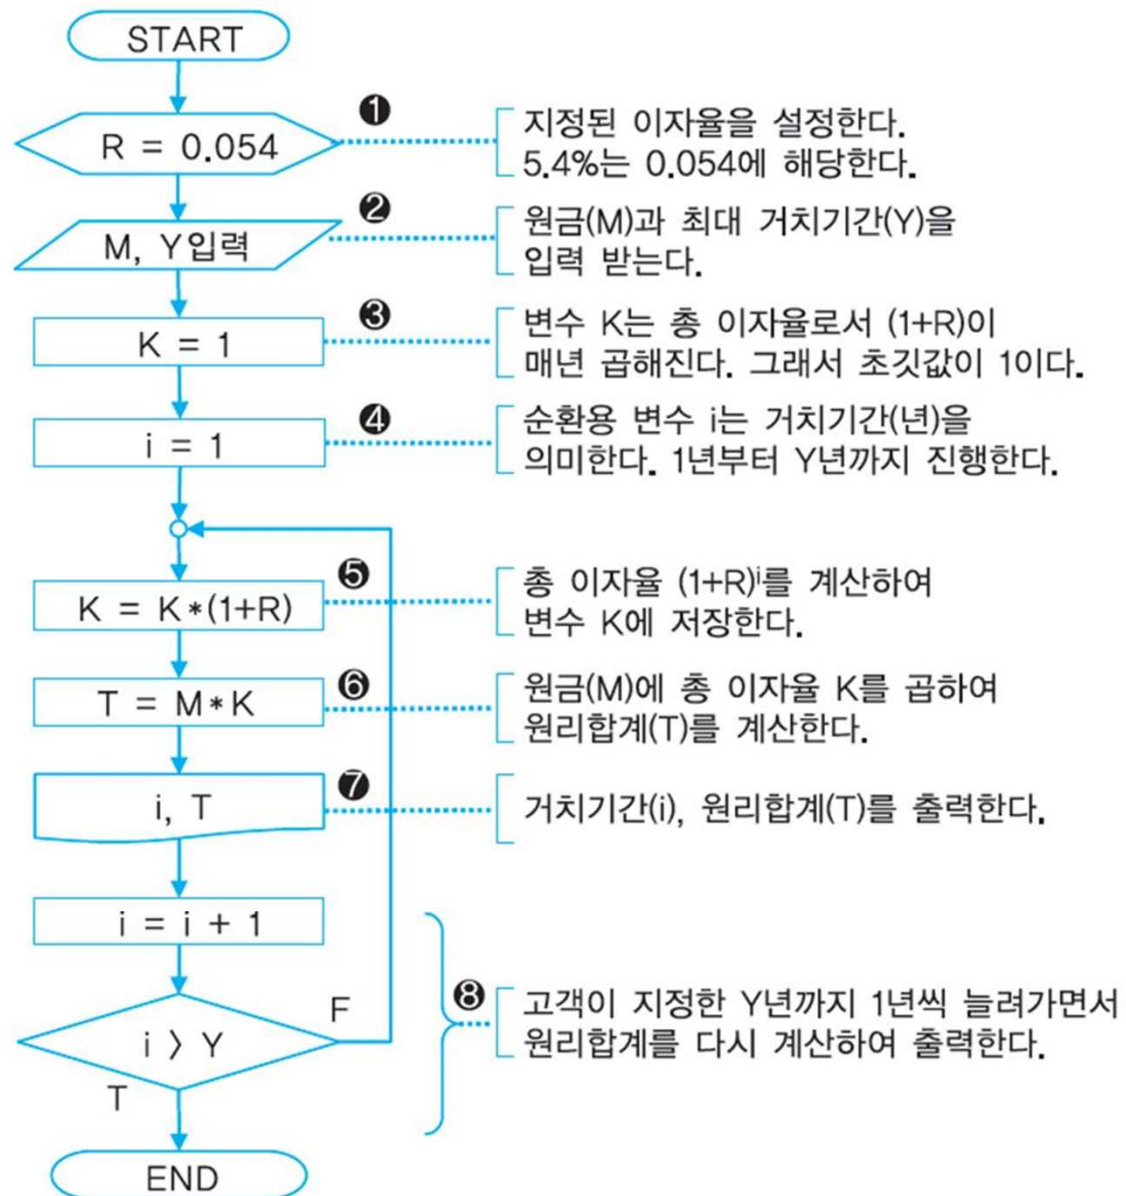 START
❶
R = 0.054
지정된 이자율을 설정한다.
5.4%는 0.054에 해당한다.
❷
M, Y입력
원금(M)과 최대 거치기간(Y)을
입력 받는다.
❸
K = 1
변수 K는 총 이자율로서 (1+R)이
매년 곱해진다. 그래서 초깃값이 1이다.
❹
i = 1
순환용 변수 i는 거치기간(년)을
의미한다. 1년부터 Y년까지 진행한다.
❺
K = K*(1+R)
총 이자율 (1+R)ⁱ를 계산하여
변수 K에 저장한다.
❻
T = M*K
원금(M)에 총 이자율 K를 곱하여
원리합계(T)를 계산한다.
❼
i, T
거치기간(i), 원리합계(T)를 출력한다.
i = i + 1
❽
고객이 지정한 Y년까지 1년씩 늘려가면서
원리합계를 다시 계산하여 출력한다.
F
i 〉 Y
T
END